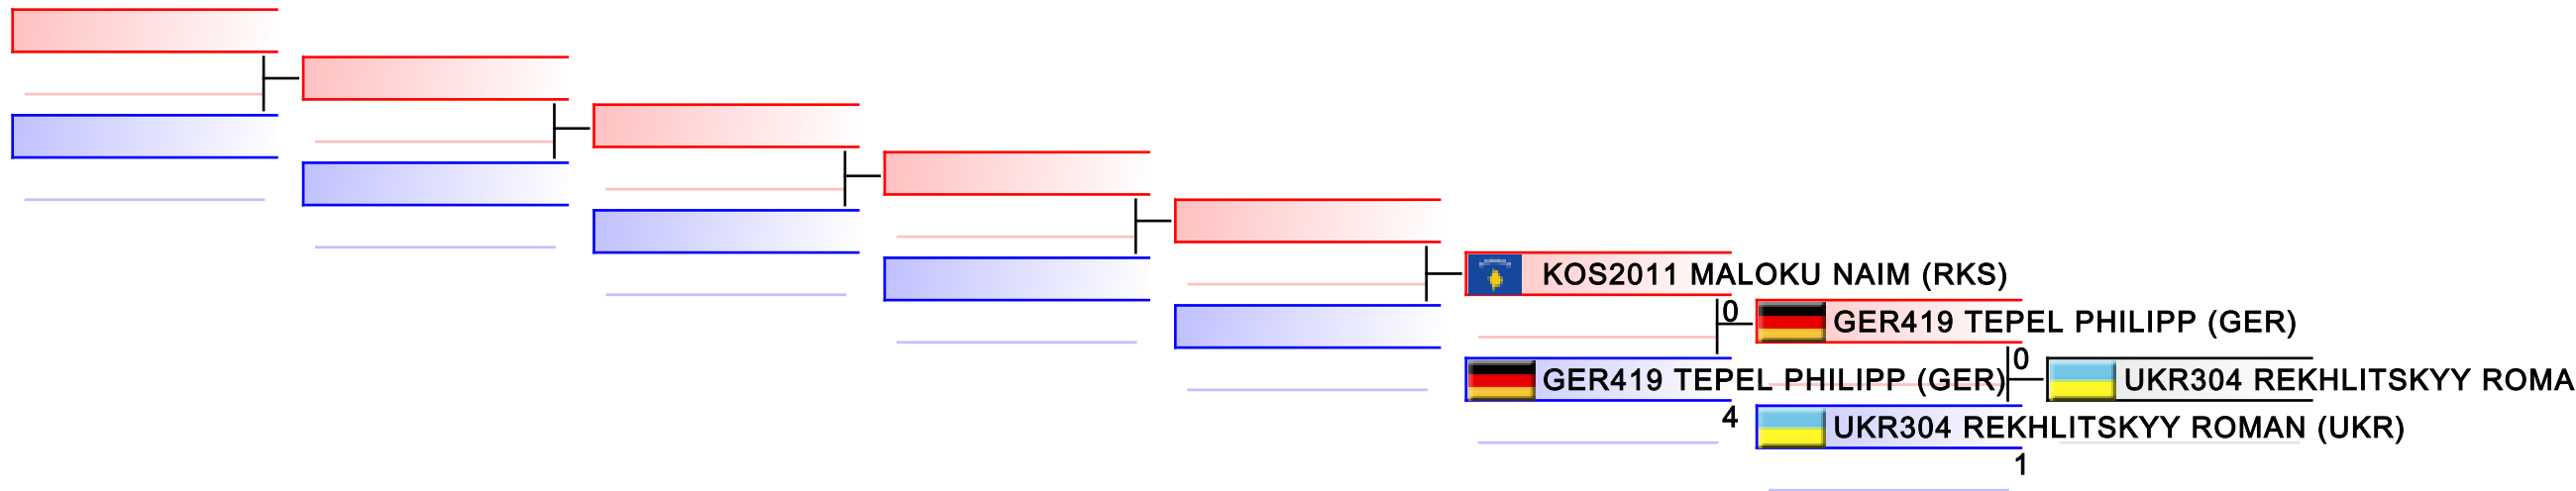 KOS2011 MALOKU NAIM (RKS)
0
GER419 TEPEL PHILIPP (GER)
0
GER419 TEPEL PHILIPP (GER)
UKR304 REKHLITSKYY ROMA
4
UKR304 REKHLITSKYY ROMAN (UKR)
1